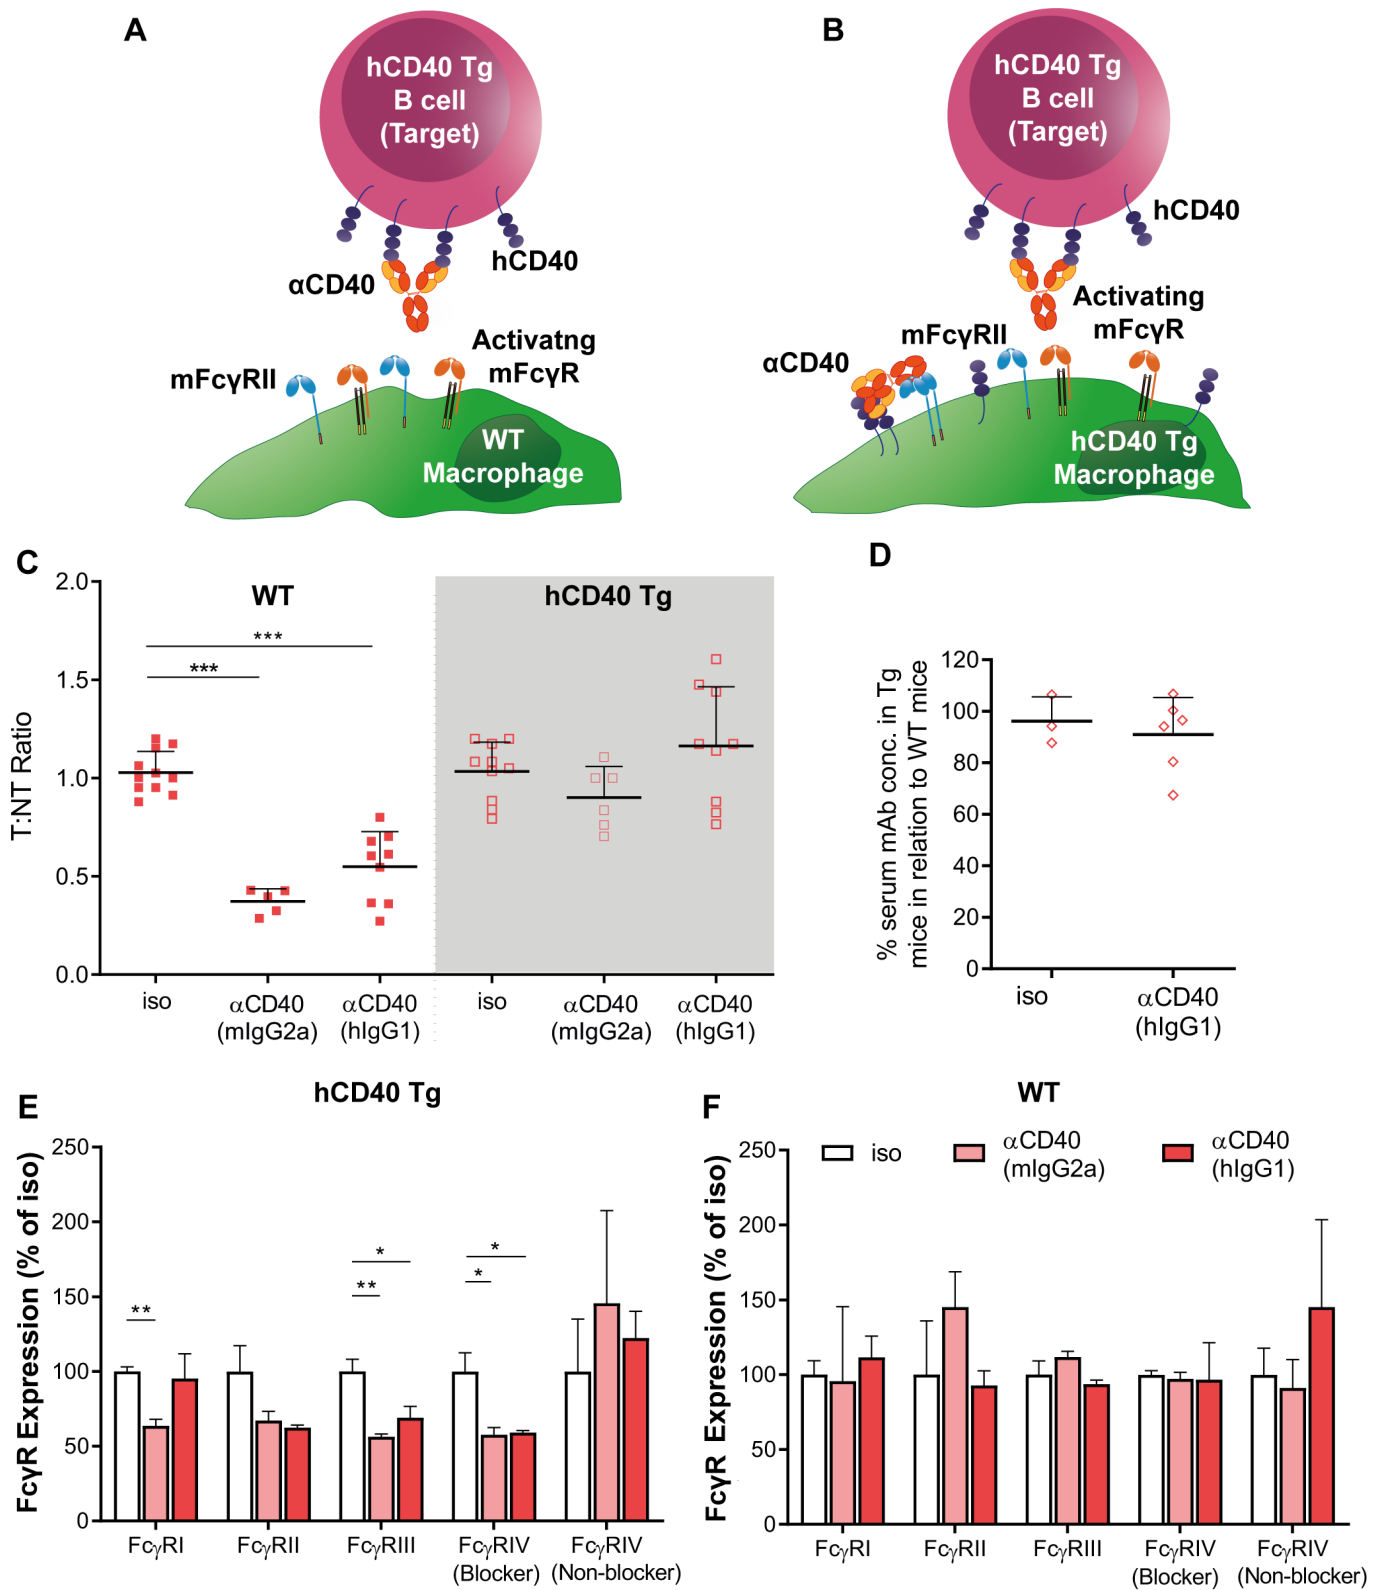 A
hCD40 Tg
B cell
(Target)
αCD40
hCD40
mFcγRII
Activatng
mFcγR
WT
Macrophage
B
hCD40 Tg
B cell
(Target)
hCD40
Activating
mFcγR
mFcγRII
αCD40
hCD40 Tg
Macrophage
C
T:NT Ratio
2.0
1.5
1.0
0.5
0.0
WT
hCD40 Tg
***
***
iso
αCD40
(mIgG2a)
αCD40
(hIgG1)
iso
αCD40
(mIgG2a)
αCD40
(hIgG1)
D
% serum mAb conc. in Tg
mice in relation to WT mice
120
100
80
60
40
20
0
iso
αCD40
(hIgG1)
E
hCD40 Tg
FcγR Expression (% of iso)
250
200
150
100
50
0
**
*
**
*
*
FcγRI
FcγRII
FcγRIII
FcγRIV
(Blocker)
FcγRIV
(Non-blocker)
F
WT
iso
αCD40
(mIgG2a)
αCD40
(hIgG1)
FcγR Expression (% of iso)
250
200
150
100
50
0
FcγRI
FcγRII
FcγRIII
FcγRIV
(Blocker)
FcγRIV
(Non-blocker)